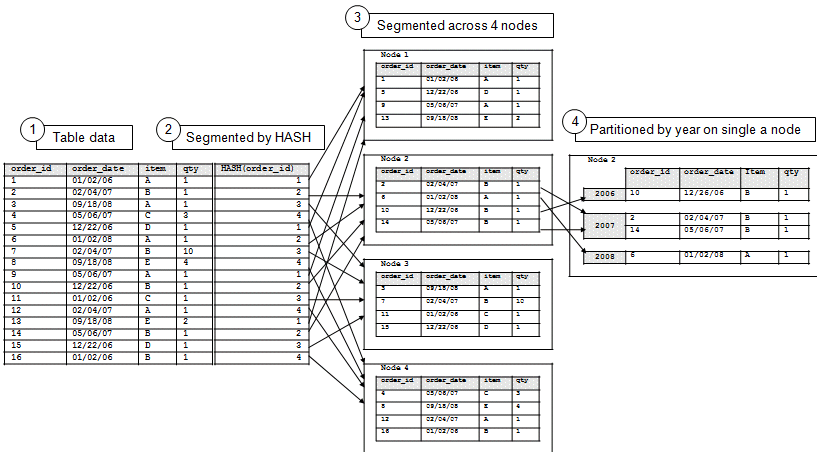 3 Segmented across 4 nodes
1 Table data
2 Segmented by HASH
4 Partitioned by year on single a node
order_id order_date item qty HASH(order_id)
1 01/02/06 A 1 1
2 02/04/07 B 1 2
3 09/18/08 A 1 3
4 05/06/07 C 3 4
5 12/22/06 D 1 1
6 01/02/08 A 1 2
7 02/04/07 B 10 3
8 09/18/08 E 4 4
9 05/06/07 A 1 1
10 12/22/06 B 1 2
11 01/02/06 C 1 3
12 02/04/07 A 1 4
13 09/18/08 E 2 1
14 05/06/07 B 1 2
15 12/22/06 D 1 3
16 01/02/06 B 1 4
Node 1
order_id order_date item qty
1 01/02/06 A 1
5 12/22/06 D 1
9 05/06/07 A 1
13 09/18/08 E 2
Node 2
order_id order_date item qty
2 02/04/07 B 1
6 01/02/08 A 1
10 12/22/06 B 1
14 05/06/07 B 1
Node 3
order_id order_date item qty
3 09/18/08 A 1
7 02/04/07 B 10
11 01/02/06 C 1
15 12/22/06 D 1
Node 4
order_id order_date item qty
4 05/06/07 C 3
8 09/18/08 E 4
12 02/04/07 A 1
16 01/02/06 B 1
Node 2
order_id order_date Item qty
2006 10 12/26/06 B 1
2007
2 02/04/07 B 1
14 05/06/07 B 1
2008 6 01/02/08 A 1